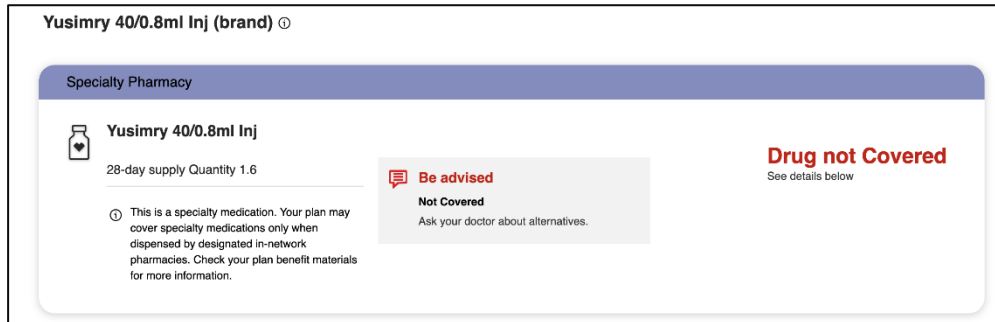 Yusimry 40/0.8ml Inj (brand) ⓘ
Specialty Pharmacy
Yusimry 40/0.8ml Inj
28-day supply Quantity 1.6
ⓘ This is a specialty medication. Your plan may
cover specialty medications only when
dispensed by designated in-network
pharmacies. Check your plan benefit materials
for more information.
Be advised
Not Covered
Ask your doctor about alternatives.
Drug not Covered
See details below